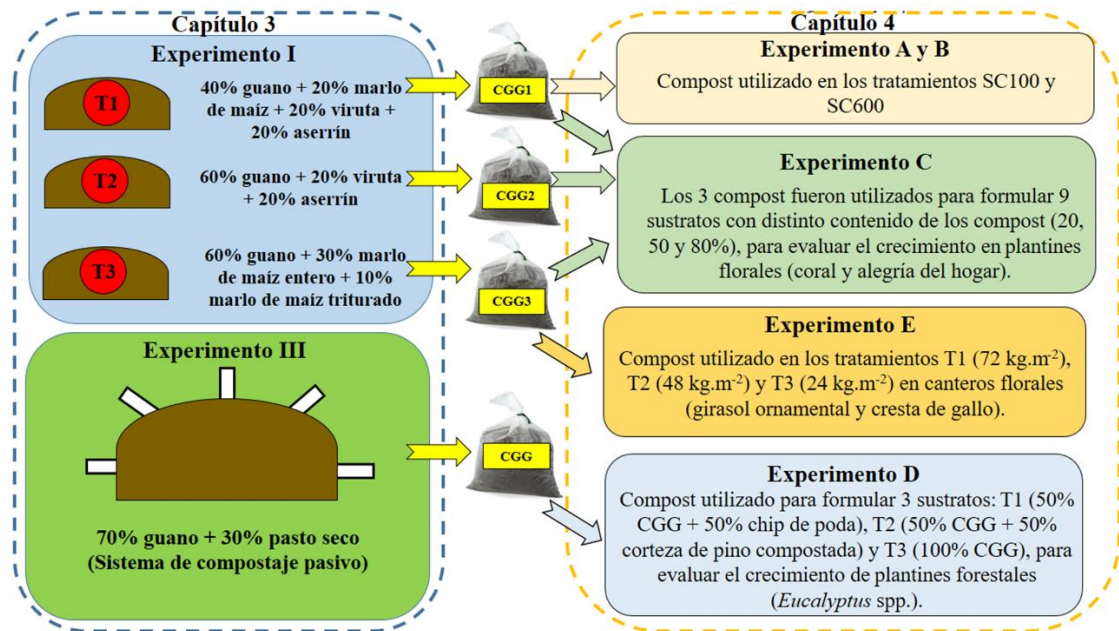 Capítulo 3
Experimento I
T1
40% guano + 20% marlo
de maíz + 20% viruta +
20% aserrín
T2
60% guano + 20% viruta
+ 20% aserrín
T3
60% guano + 30% marlo
de maíz entero + 10%
marlo de maíz triturado
Experimento III
70% guano + 30% pasto seco
(Sistema de compostaje pasivo)
CGG1
CGG2
CGG3
CGG
Capítulo 4
Experimento A y B
Compost utilizado en los tratamientos SC100 y
SC600
Experimento C
Los 3 compost fueron utilizados para formular 9
sustratos con distinto contenido de los compost (20,
50 y 80%), para evaluar el crecimiento en plantines
florales (coral y alegría del hogar).
Experimento E
Compost utilizado en los tratamientos T1 (72 kg.m⁻²),
T2 (48 kg.m⁻²) y T3 (24 kg.m⁻²) en canteros florales
(girasol ornamental y cresta de gallo).
Experimento D
Compost utilizado para formular 3 sustratos: T1 (50%
CGG + 50% chip de poda), T2 (50% CGG + 50%
corteza de pino compostada) y T3 (100% CGG), para
evaluar el crecimiento de plantines forestales
(Eucalyptus spp.).